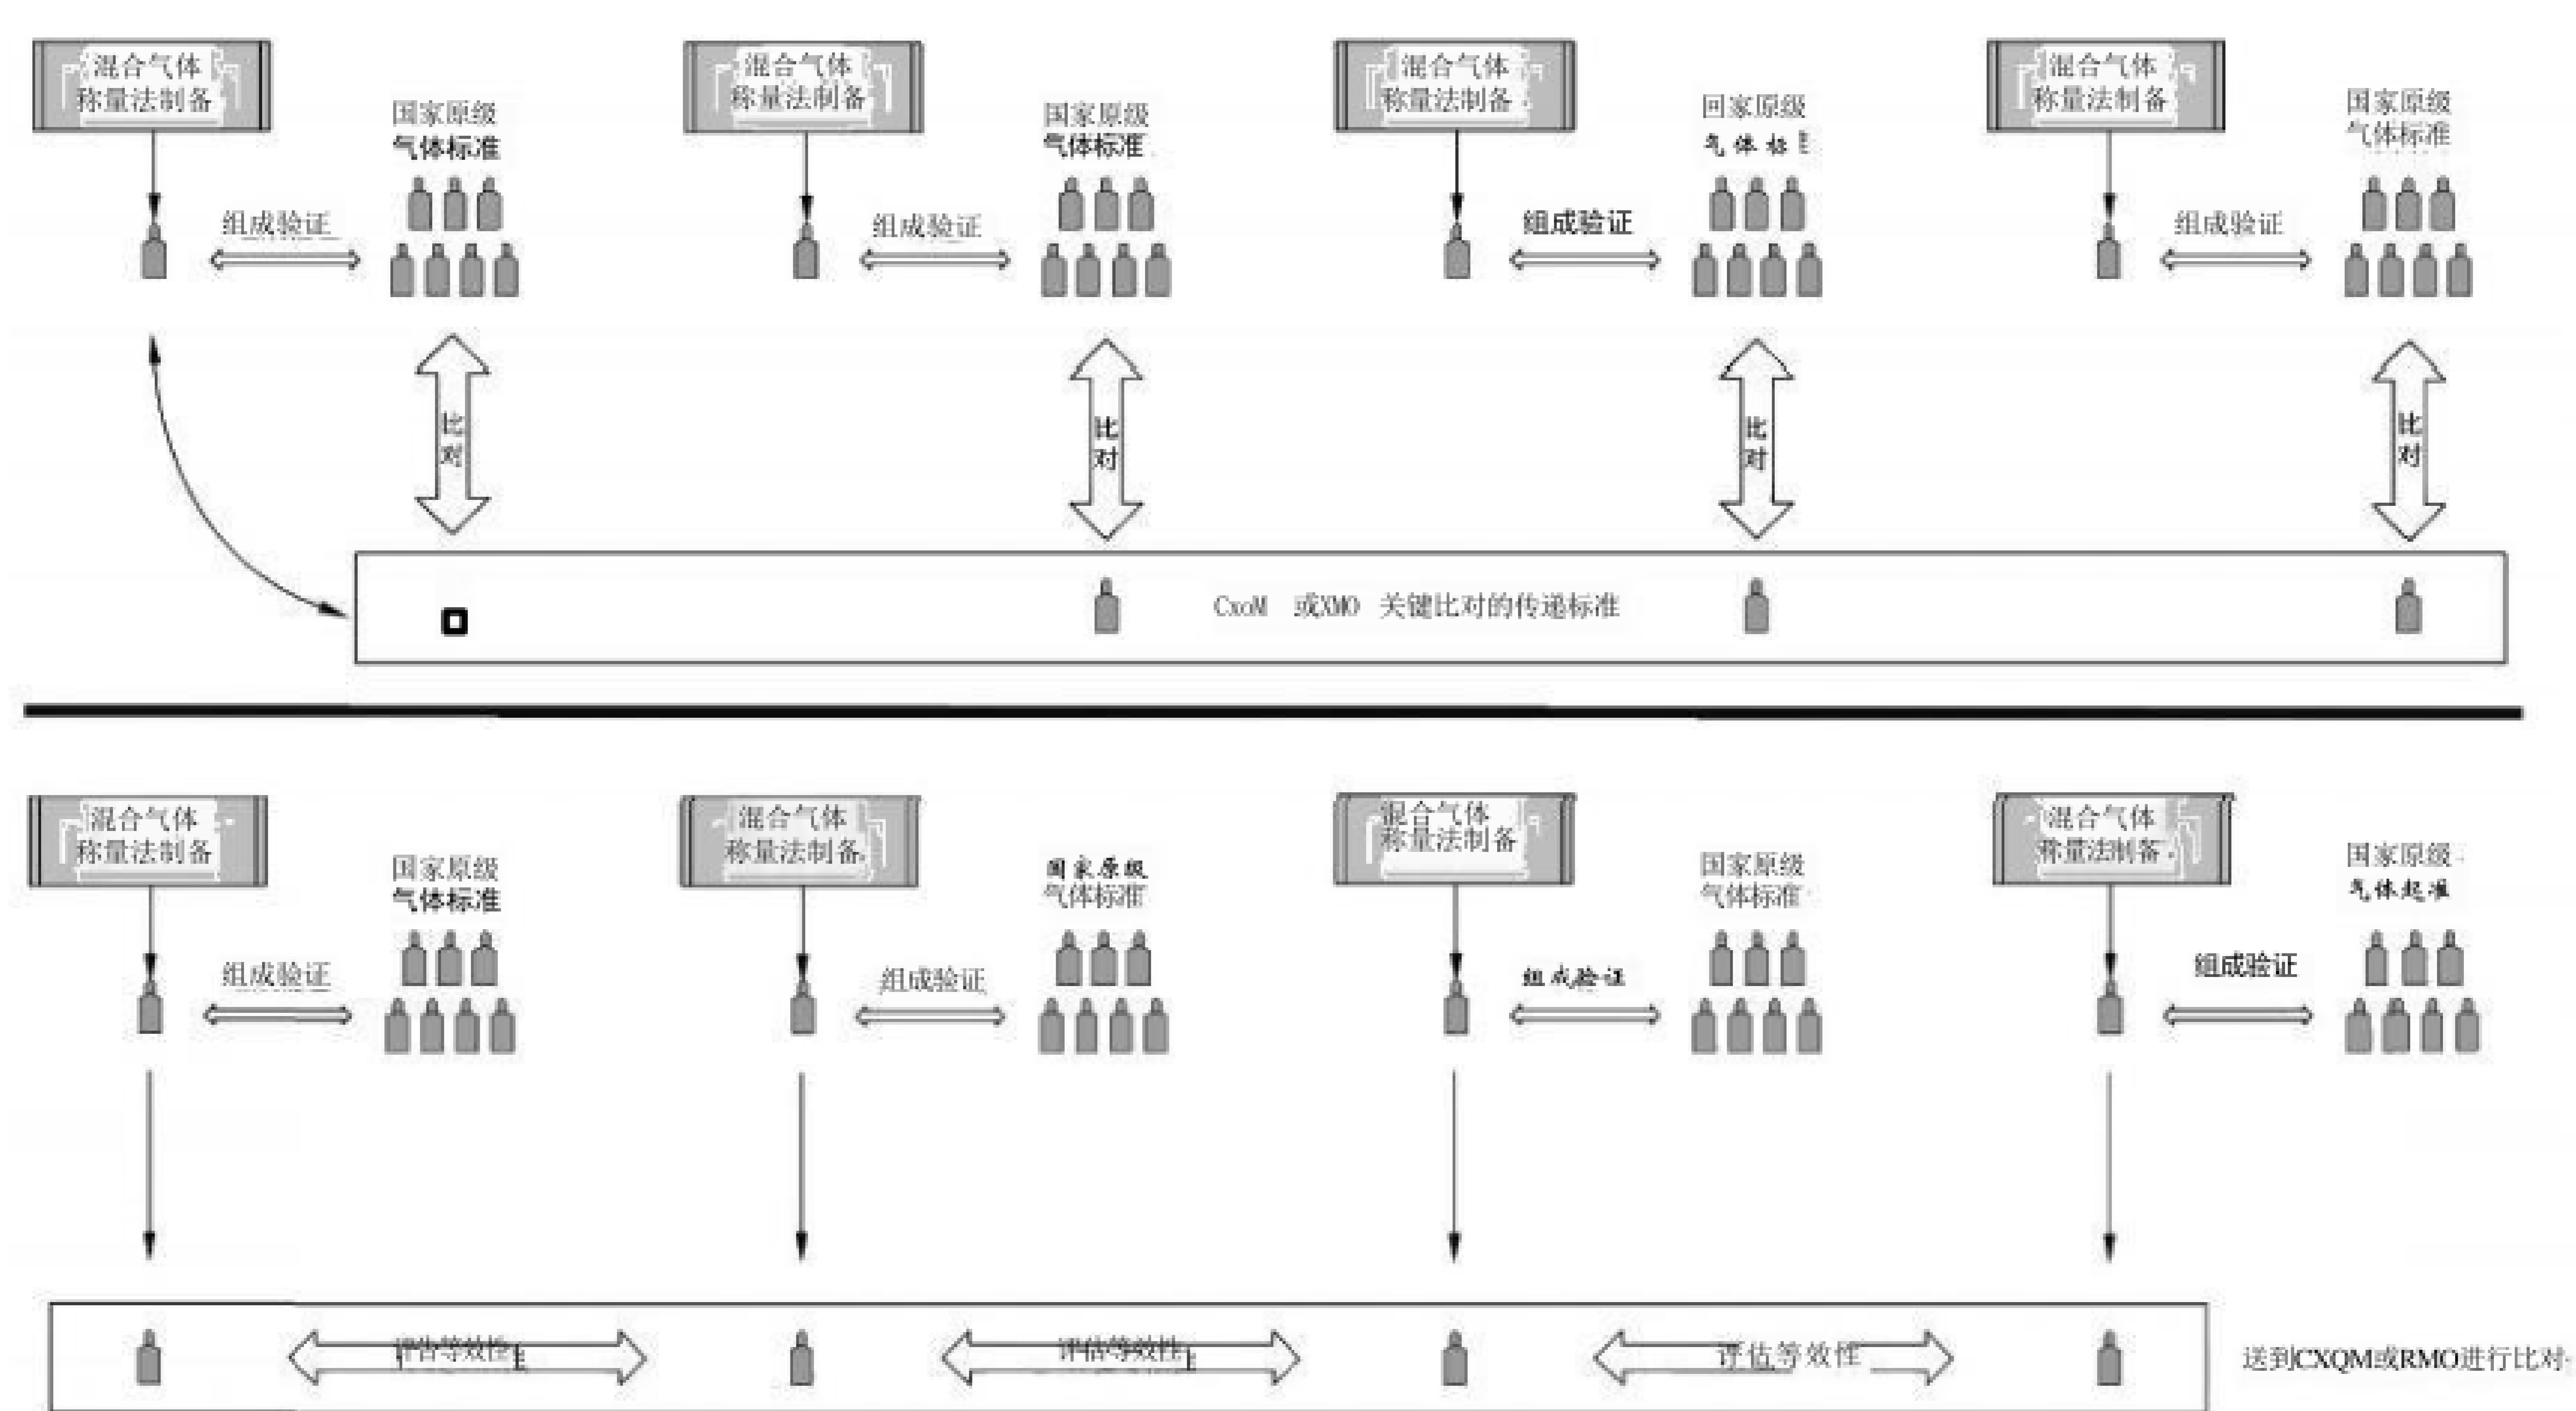 混合气体
称量法制备
国家原级
气体标准
组成验证
混合气体
称量法制备
国家原级
气体标准
组成验证
混合气体
称量法制备
回家原级
气体标
组成验证
混合气体
称量法制备
国家原级
气体标准
组成验证
比
对
比
对
比
对
比
对
CxoM 或XMO 关键比对的传递标准
混合气体
称量法制备
国家原级
气体标准
组成验证
混合气体
称量法制备
国家原级
气体标准
组成验证
混合气体
称量法制备
国家原级
气体标准
组成验证
混合气体
称量法制备
国家原级
气体起准
组成验证
评估等效性
评估等效性
评估等效性
送到CXQM或RMO进行比对